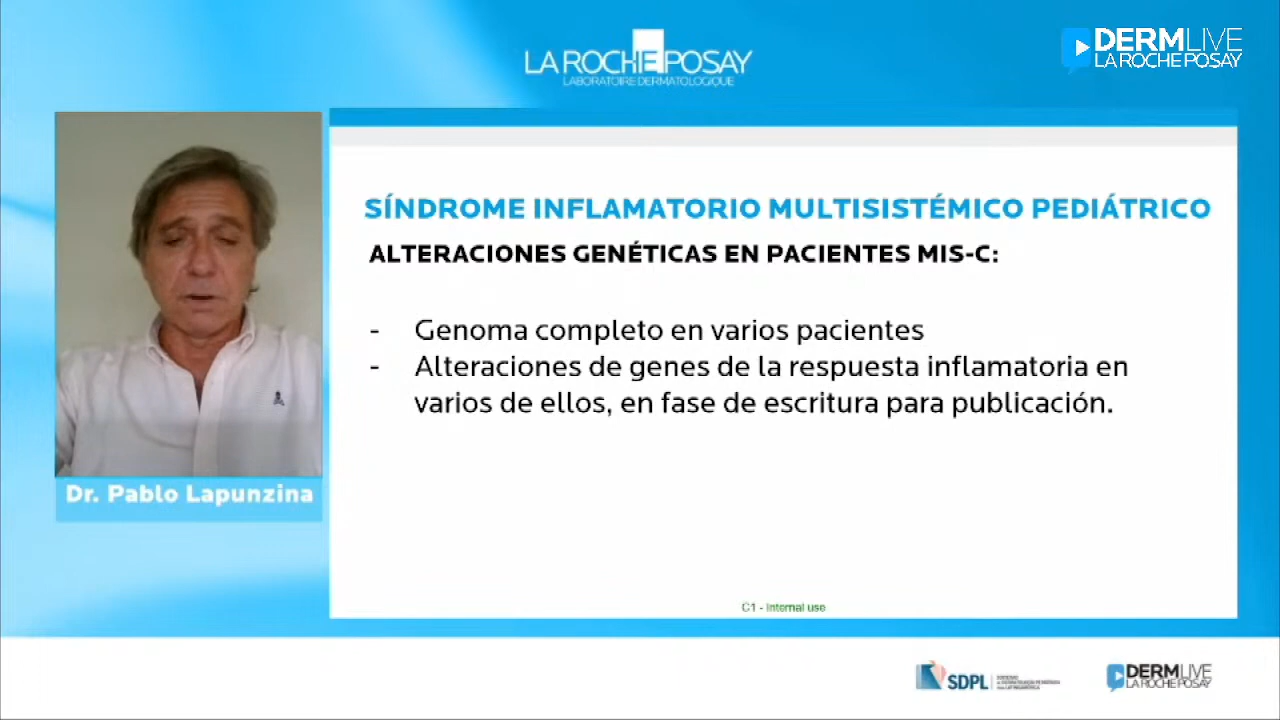 LA ROCHE POSAY
LABORATOIRE DERMATOLOGIQUE
DERMLIVE
LA ROCHE POSAY
SÍNDROME INFLAMATORIO MULTISISTÉMICO PEDIÁTRICO
ALTERACIONES GENÉTICAS EN PACIENTES MIS-C:
- Genoma completo en varios pacientes
- Alteraciones de genes de la respuesta inflamatoria en
varios de ellos, en fase de escritura para publicación.
Dr. Pablo Lapunzina
C1 - Internal use
SDPL
DERMLIVE
LA ROCHE POSAY